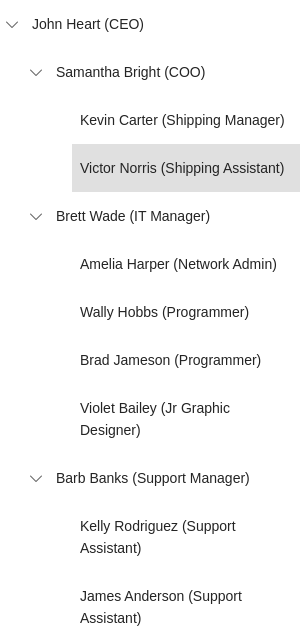 John Heart (CEO)
Samantha Bright (COO)
Kevin Carter (Shipping Manager)
Victor Norris (Shipping Assistant)
Brett Wade (IT Manager)
Amelia Harper (Network Admin)
Wally Hobbs (Programmer)
Brad Jameson (Programmer)
Violet Bailey (Jr Graphic
Designer)
Barb Banks (Support Manager)
Kelly Rodriguez (Support
Assistant)
James Anderson (Support
Assistant)